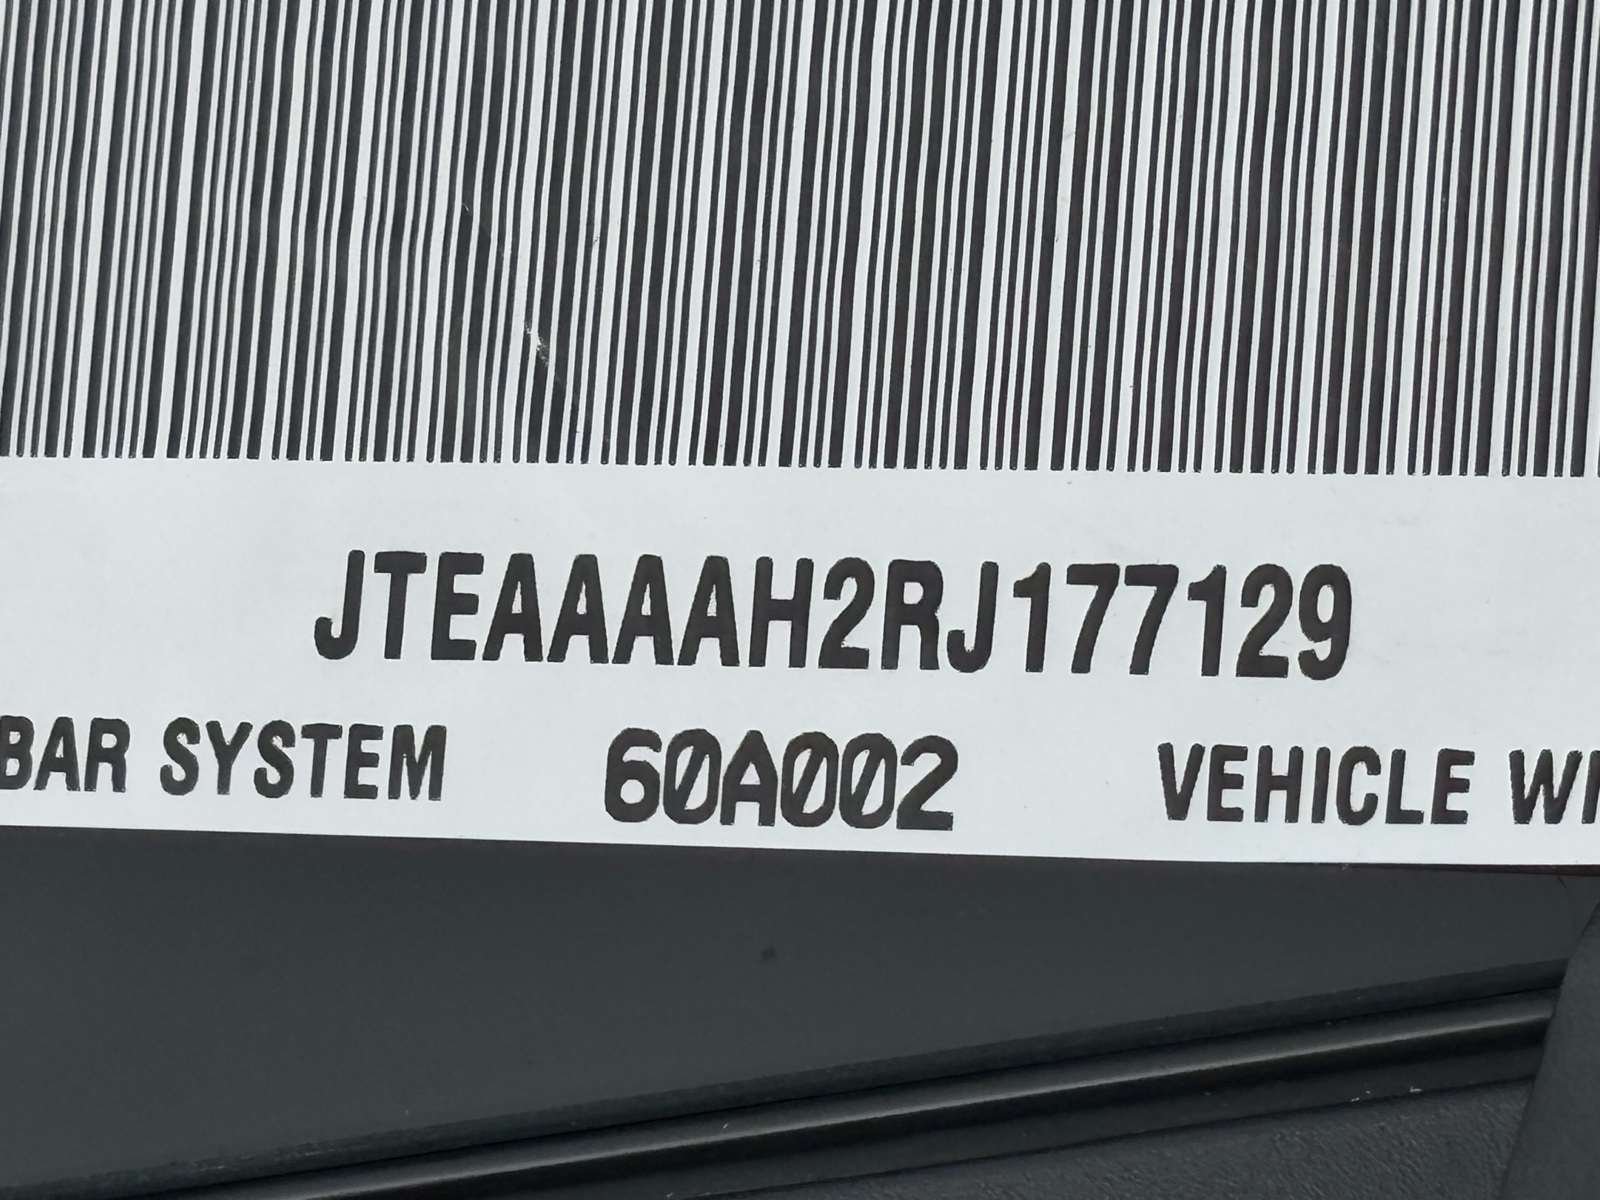 JTEAAAAH2RJ177129
BAR SYSTEM 60A002 VEHICLE